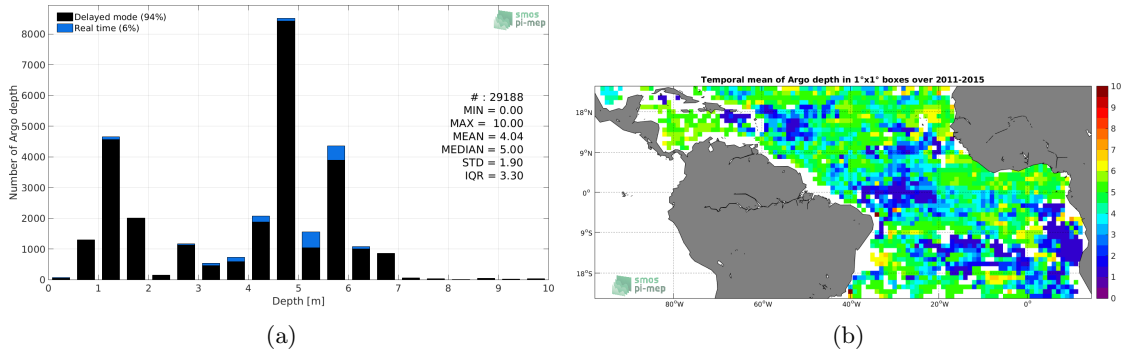 Delayed mode (94%)
Real time (6%)
smos
pi-mep
8000
7000
6000
5000
4000
3000
2000
1000
0
Number of Argo depth
# : 29188
MIN = 0.00
MAX = 10.00
MEAN = 4.04
MEDIAN = 5.00
STD = 1.90
IQR = 3.30
0 1 2 3 4 5 6 7 8 9 10
Depth [m]
(a)
Temporal mean of Argo depth in 1°x1° boxes over 2011-2015
18°N
9°N
0°
9°S
18°S
80°W 60°W 40°W 20°W 0°
smos
pi-mep
10
9
8
7
6
5
4
3
2
1
0
(b)